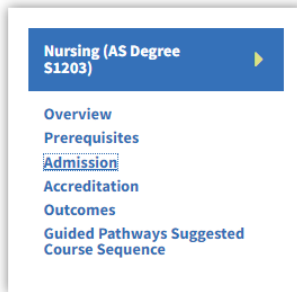 Nursing (AS Degree
S1203)
Overview
Prerequisites
Admission
Accreditation
Outcomes
Guided Pathways Suggested
Course Sequence